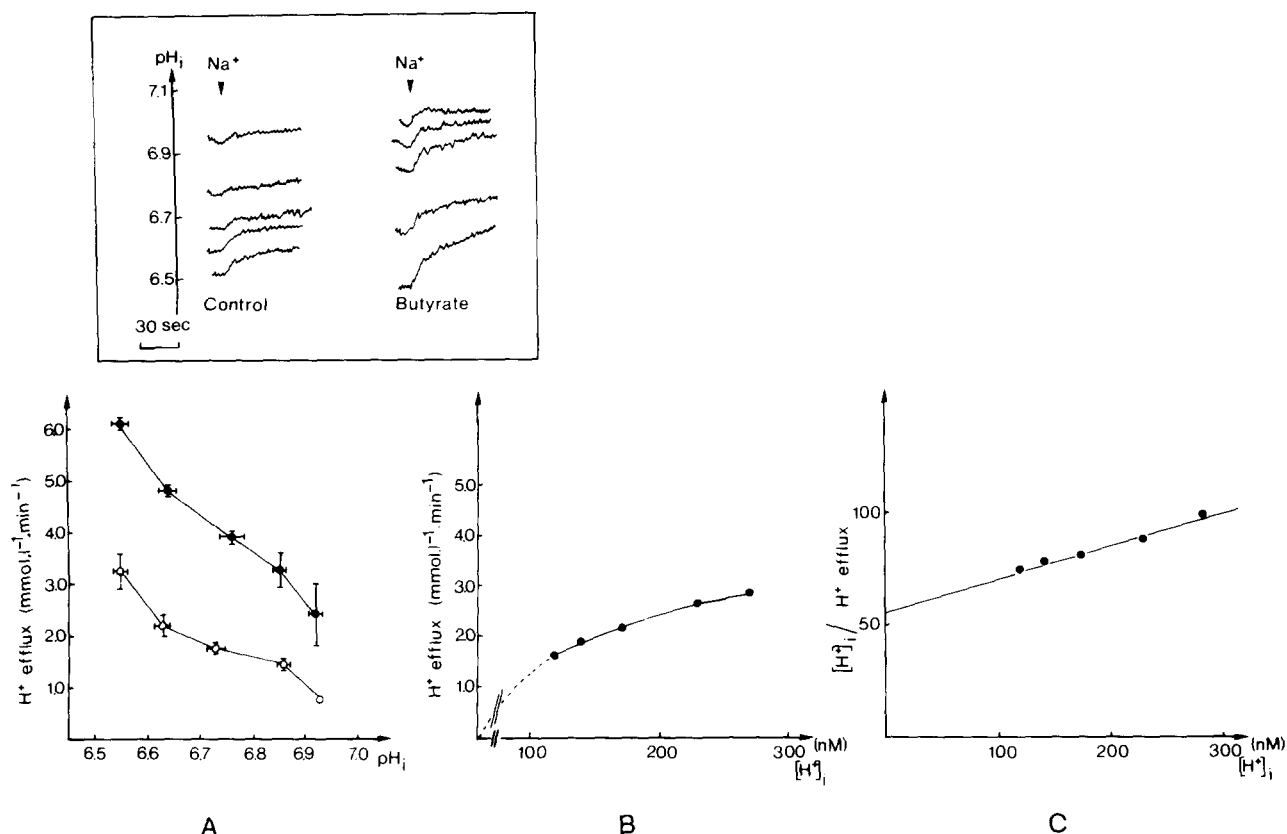 pHi
Na+ Na+
7.1
6.9
6.7
6.5
Control Butyrate
30 sec
H+ efflux (mmol.l-1.min-1)
6.0
5.0
4.0
3.0
2.0
1.0
6.5 6.6 6.7 6.8 6.9 7.0
pHi
A
H+ efflux (mmol.l-1.min-1)
5.0
4.0
3.0
2.0
1.0
100 200 300 (nM)
[H+]i
B
[H+]i / H+ efflux
100
50
100 200 300 (nM)
[H+]i
C